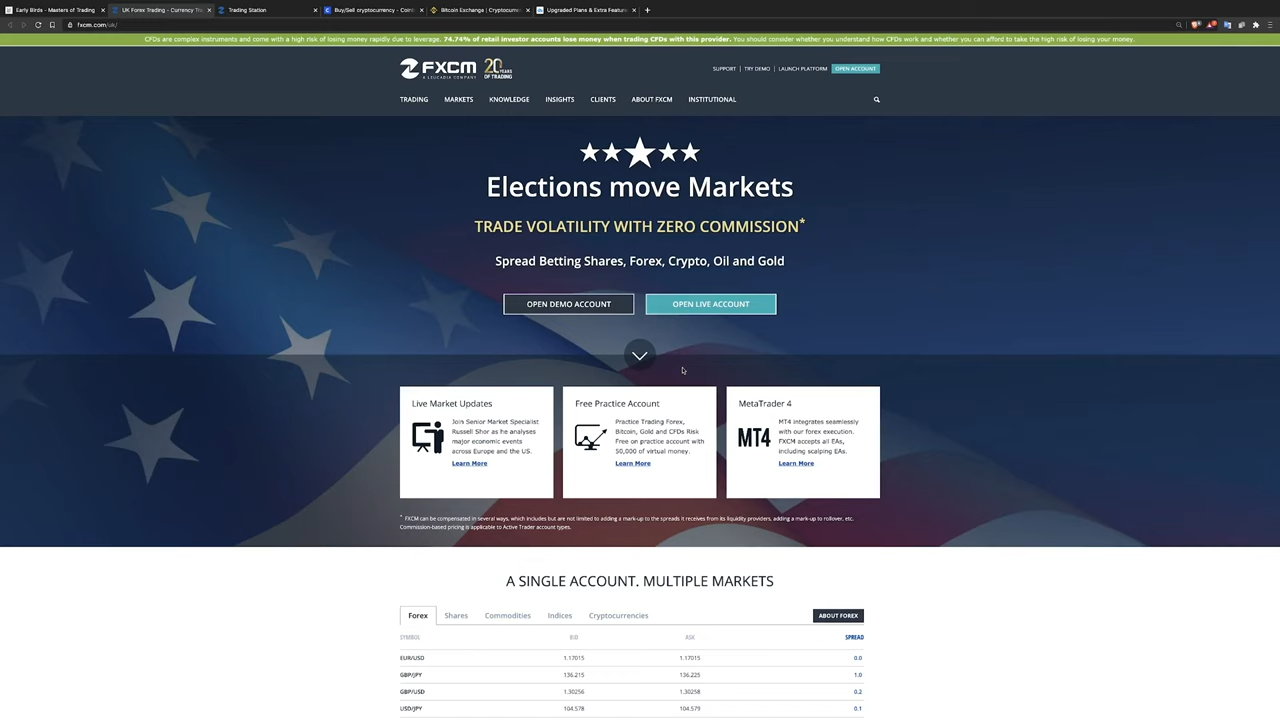 Early Birds - Masters of Trading
UK Forex Trading - Currency Tra
Trading Station
Buy/Sell cryptocurrency - Coin
Bitcoin Exchange | Cryptocurre
Upgraded Plans & Extra Feature
fxcm.com/uk/
CFDs are complex instruments and come with a high risk of losing money rapidly due to leverage. 74.74% of retail investor accounts lose money when trading CFDs with this provider. You should consider whether you understand how CFDs work and whether you can afford to take the high risk of losing your money.
FXCM
A LEUCADIA COMPANY
20 YEARS OF TRADING
SUPPORT | TRY DEMO | LAUNCH PLATFORM OPEN ACCOUNT
TRADING MARKETS KNOWLEDGE INSIGHTS CLIENTS ABOUT FXCM INSTITUTIONAL
Elections move Markets
TRADE VOLATILITY WITH ZERO COMMISSION*
Spread Betting Shares, Forex, Crypto, Oil and Gold
OPEN DEMO ACCOUNT
OPEN LIVE ACCOUNT
Live Market Updates
Join Senior Market Specialist
Russell Shor as he analyses
major economic events
across Europe and the US.
Learn More
Free Practice Account
Practice Trading Forex,
Bitcoin, Gold and CFDs Risk
Free on practice account with
50,000 of virtual money.
Learn More
MetaTrader 4
MT4
MT4 integrates seamlessly
with our forex execution.
FXCM accepts all EAs,
including scalping EAs.
Learn More
* FXCM can be compensated in several ways, which includes but are not limited to adding a mark-up to the spreads it receives from its liquidity providers, adding a mark-up to rollover, etc.
Commission-based pricing is applicable to Active Trader account types.
A SINGLE ACCOUNT. MULTIPLE MARKETS
Forex Shares Commodities Indices Cryptocurrencies ABOUT FOREX
SYMBOL BID ASK SPREAD
EUR/USD 1.17015 1.17015 0.0
GBP/JPY 136.215 136.225 1.0
GBP/USD 1.30256 1.30258 0.2
USD/JPY 104.578 104.579 0.1